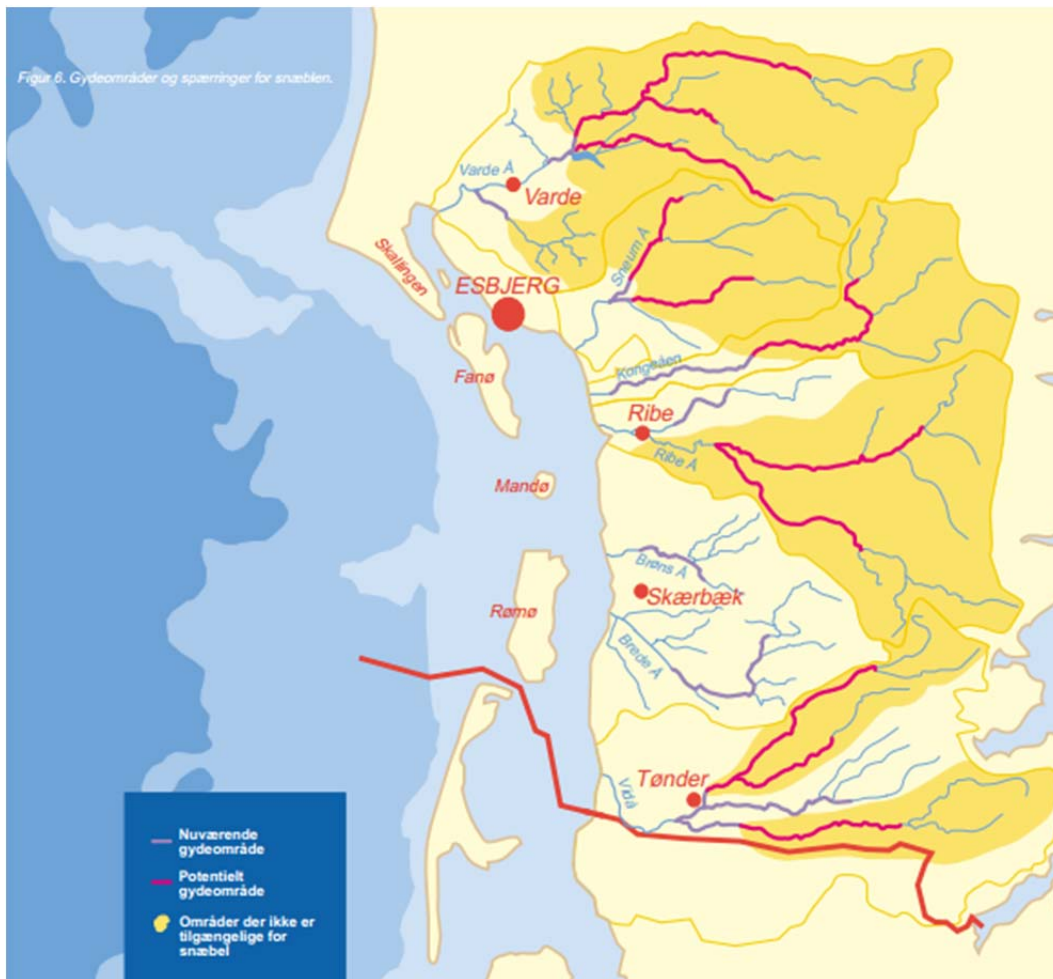 Figur 6. Gydeområder og spærringer for snæblen.
Varde Å
Varde
Sneum Å
Skallingen
ESBJERG
Fanø
Kongeåen
Ribe
Ribe Å
Mandø
Brøns Å
Skærbæk
Rømø
Brede Å
Tønder
Vidå
Nuværende
gydeområde
Potentielt
gydeområde
Områder der ikke er
tilgængelige for
snæbel